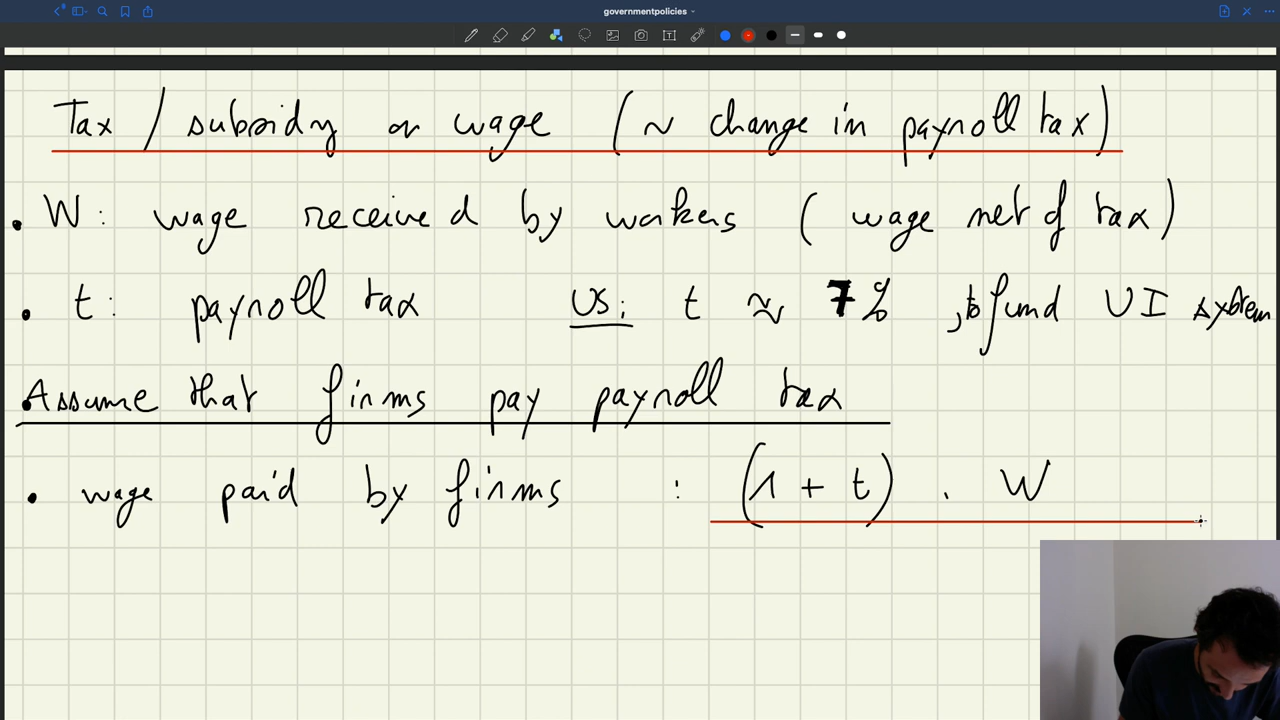 governmentpolicies
Tax / subsidy on wage (~ change in payroll tax)
• W: wage received by workers (wage net of tax)
• t: payroll tax US: t ≈ 7%, to fund UI system
Assume that firms pay payroll tax
• wage paid by firms : (1 + t) . W